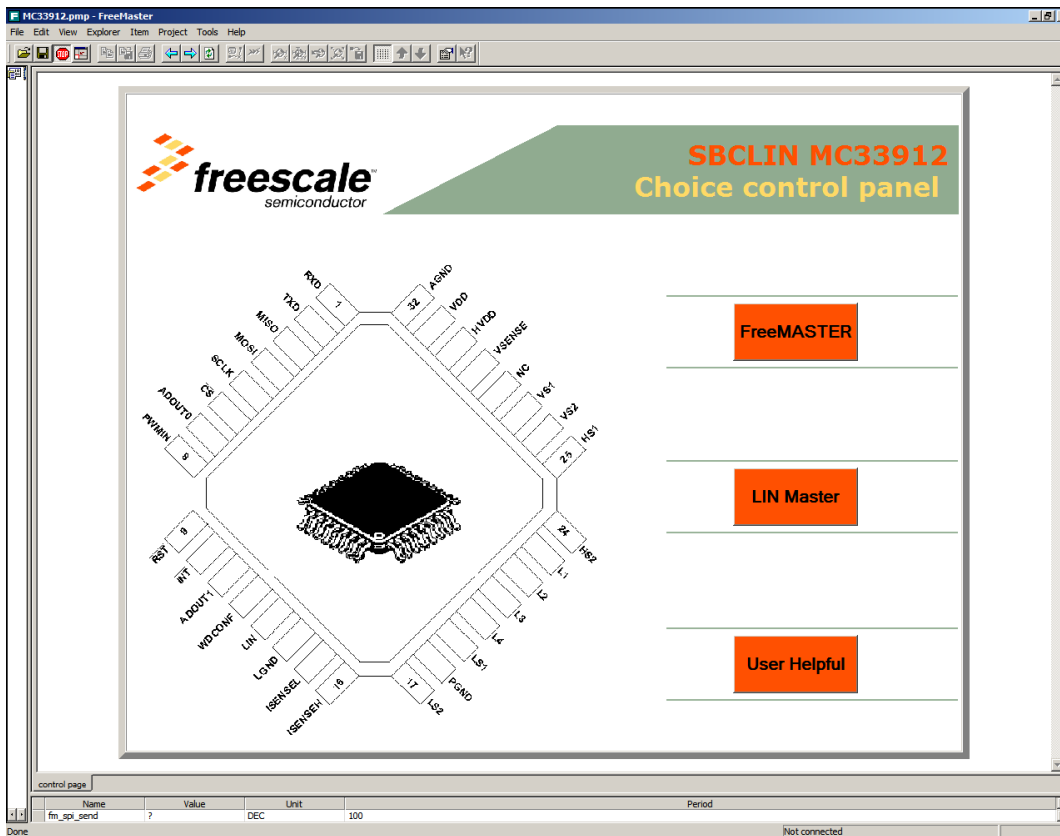 MC33912.pmp - FreeMaster
File Edit View Explorer Item Project Tools Help
STOP
freescale™
semiconductor
SBCLIN MC33912
Choice control panel
RXD
TXD
MISO
MOSI
SCLK
CS
ADOUT0
PWMIN
1
8
AGND
VDD
HVDD
VSENSE
NC
VS1
VS2
HS1
32
25
RST
INT
ADOUT1
WDCONF
LIN
LGND
ISENSEL
ISENSEH
9
16
HS2
L1
L2
L3
L4
LS1
PGND
LS2
24
17
FreeMASTER
LIN Master
User Helpful
control page
Name Value Unit Period
fm_spi_send ? DEC 100
Done Not connected